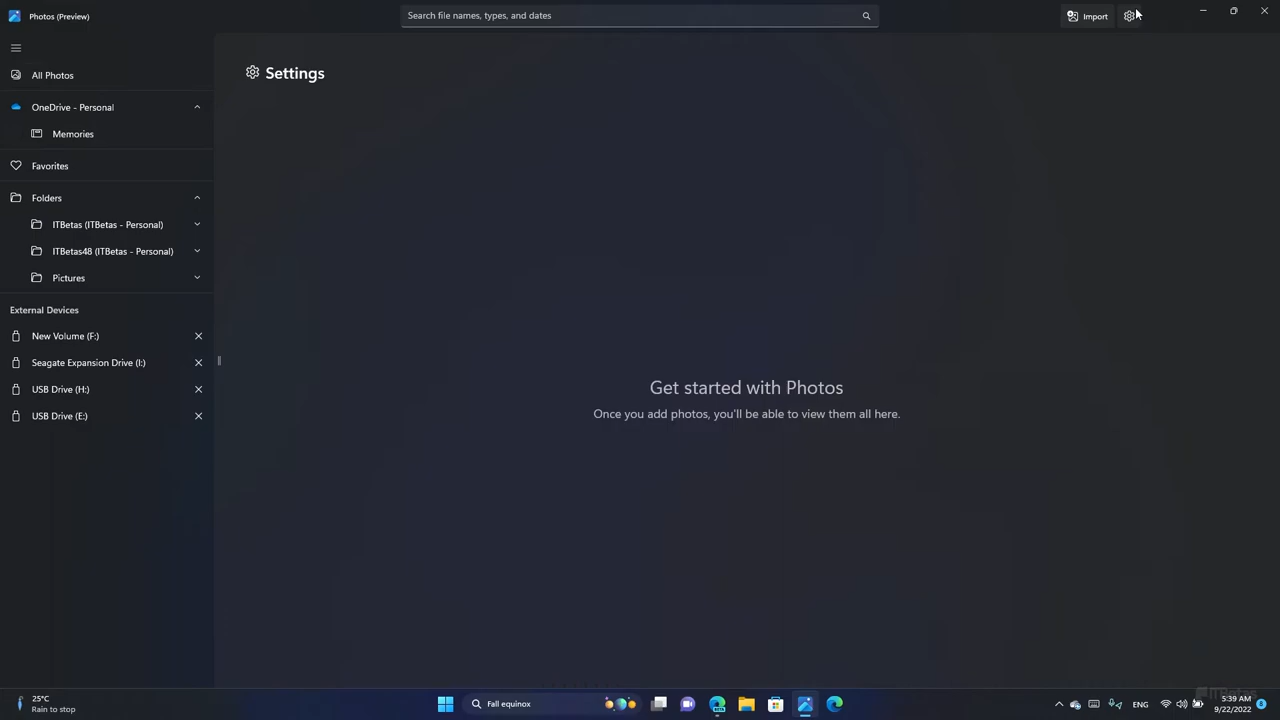 Photos (Preview)
Search file names, types, and dates
Import
All Photos
OneDrive - Personal
Memories
Favorites
Folders
ITBetas (ITBetas - Personal)
ITBetas48 (ITBetas - Personal)
Pictures
External Devices
New Volume (F:)
Seagate Expansion Drive (I:)
USB Drive (H:)
USB Drive (E:)
Settings
Get started with Photos
Once you add photos, you'll be able to view them all here.
25°C
Rain to stop
Fall equinox
BETA
ENG
5:39 AM
9/22/2022
ITBetas